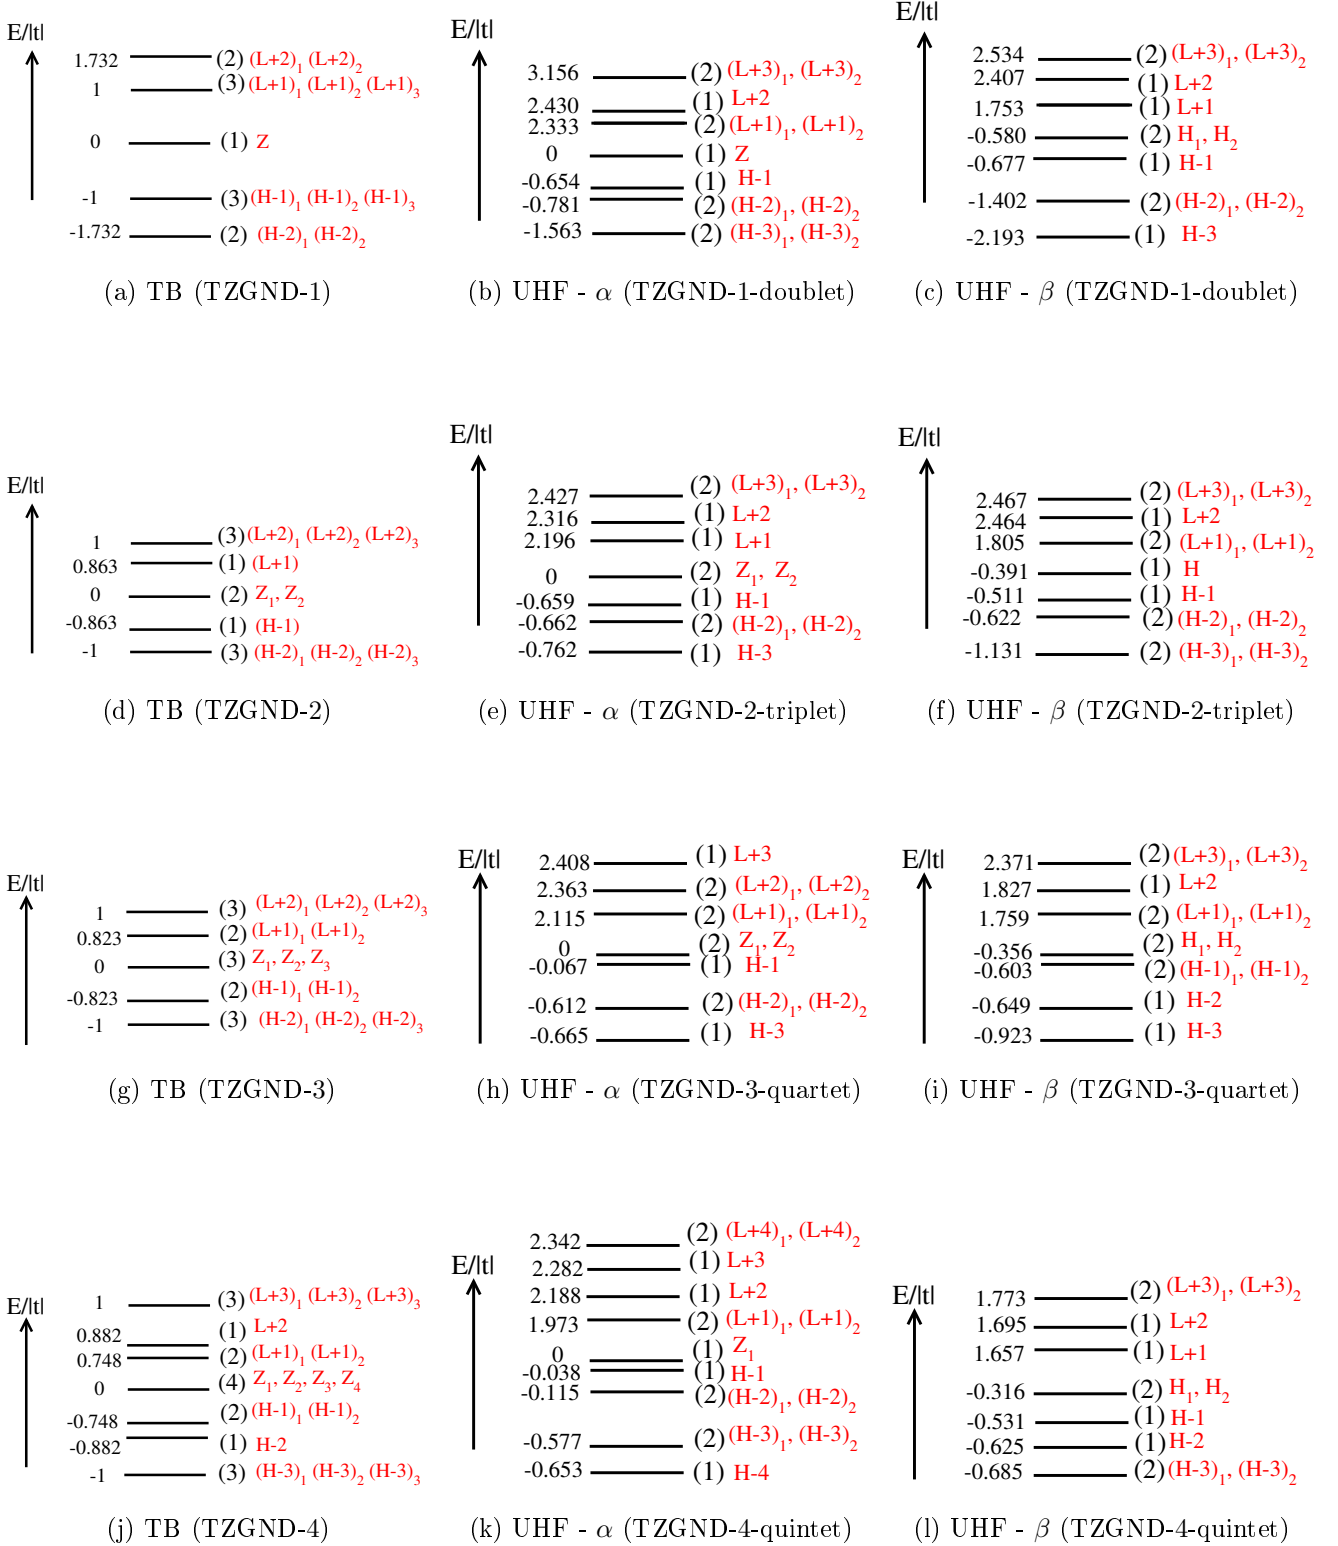 E/|t|
1.732 (2) (L+2)₁ (L+2)₂
1 (3) (L+1)₁ (L+1)₂ (L+1)₃
0 (1) Z
-1 (3) (H-1)₁ (H-1)₂ (H-1)₃
-1.732 (2) (H-2)₁ (H-2)₂
(a) TB (TZGND-1)
E/|t|
3.156 (2) (L+3)₁, (L+3)₂
2.430 (1) L+2
2.333 (2) (L+1)₁, (L+1)₂
0 (1) Z
-0.654 (1) H-1
-0.781 (2) (H-2)₁, (H-2)₂
-1.563 (2) (H-3)₁, (H-3)₂
(b) UHF - α (TZGND-1-doublet)
E/|t|
2.534 (2) (L+3)₁, (L+3)₂
2.407 (1) L+2
1.753 (1) L+1
-0.580 (2) H₁, H₂
-0.677 (1) H-1
-1.402 (2) (H-2)₁, (H-2)₂
-2.193 (1) H-3
(c) UHF - β (TZGND-1-doublet)
E/|t|
1 (3) (L+2)₁ (L+2)₂ (L+2)₃
0.863 (1) (L+1)
0 (2) Z₁, Z₂
-0.863 (1) (H-1)
-1 (3) (H-2)₁ (H-2)₂ (H-2)₃
(d) TB (TZGND-2)
E/|t|
2.427 (2) (L+3)₁, (L+3)₂
2.316 (1) L+2
2.196 (1) L+1
0 (2) Z₁, Z₂
-0.659 (1) H-1
-0.662 (2) (H-2)₁, (H-2)₂
-0.762 (1) H-3
(e) UHF - α (TZGND-2-triplet)
E/|t|
2.467 (2) (L+3)₁, (L+3)₂
2.464 (1) L+2
1.805 (2) (L+1)₁, (L+1)₂
-0.391 (1) H
-0.511 (1) H-1
-0.622 (2) (H-2)₁, (H-2)₂
-1.131 (2) (H-3)₁, (H-3)₂
(f) UHF - β (TZGND-2-triplet)
E/|t|
1 (3) (L+2)₁ (L+2)₂ (L+2)₃
0.823 (2) (L+1)₁ (L+1)₂
0 (3) Z₁, Z₂, Z₃
-0.823 (2) (H-1)₁ (H-1)₂
-1 (3) (H-2)₁ (H-2)₂ (H-2)₃
(g) TB (TZGND-3)
E/|t|
2.408 (1) L+3
2.363 (2) (L+2)₁, (L+2)₂
2.115 (2) (L+1)₁, (L+1)₂
0 (2) Z₁, Z₂
-0.067 (1) H-1
-0.612 (2) (H-2)₁, (H-2)₂
-0.665 (1) H-3
(h) UHF - α (TZGND-3-quartet)
E/|t|
2.371 (2) (L+3)₁, (L+3)₂
1.827 (1) L+2
1.759 (2) (L+1)₁, (L+1)₂
-0.356 (2) H₁, H₂
-0.603 (2) (H-1)₁, (H-1)₂
-0.649 (1) H-2
-0.923 (1) H-3
(i) UHF - β (TZGND-3-quartet)
E/|t|
1 (3) (L+3)₁ (L+3)₂ (L+3)₃
0.882 (1) L+2
0.748 (2) (L+1)₁ (L+1)₂
0 (4) Z₁, Z₂, Z₃, Z₄
-0.748 (2) (H-1)₁ (H-1)₂
-0.882 (1) H-2
-1 (3) (H-3)₁ (H-3)₂ (H-3)₃
(j) TB (TZGND-4)
E/|t|
2.342 (2) (L+4)₁, (L+4)₂
2.282 (1) L+3
2.188 (1) L+2
1.973 (2) (L+1)₁, (L+1)₂
0 (1) Z₁
-0.038 (1) H-1
-0.115 (2) (H-2)₁, (H-2)₂
-0.577 (2) (H-3)₁, (H-3)₂
-0.653 (1) H-4
(k) UHF - α (TZGND-4-quintet)
E/|t|
1.773 (2) (L+3)₁, (L+3)₂
1.695 (1) L+2
1.657 (1) L+1
-0.316 (2) H₁, H₂
-0.531 (1) H-1
-0.625 (1) H-2
-0.685 (2) (H-3)₁, (H-3)₂
(l) UHF - β (TZGND-4-quintet)